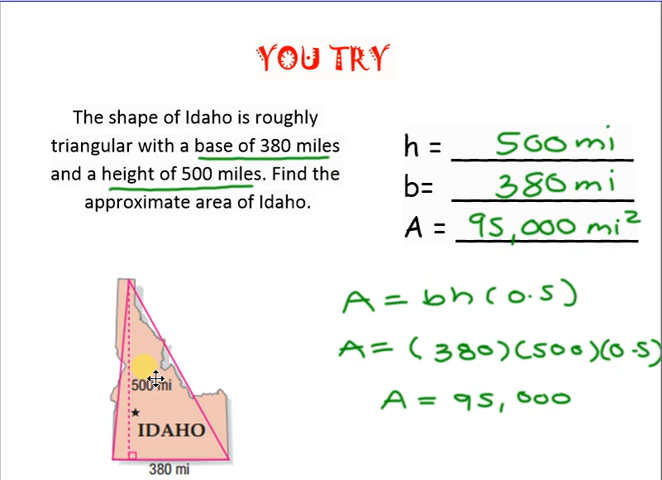 YOU TRY
The shape of Idaho is roughly
triangular with a base of 380 miles
and a height of 500 miles. Find the
approximate area of Idaho.
h = 500 mi
b= 380 mi
A = 95,000 mi²
A = bh (0.5)
A = (380)(500)(0.5)
A = 95,000
500 mi
IDAHO
380 mi